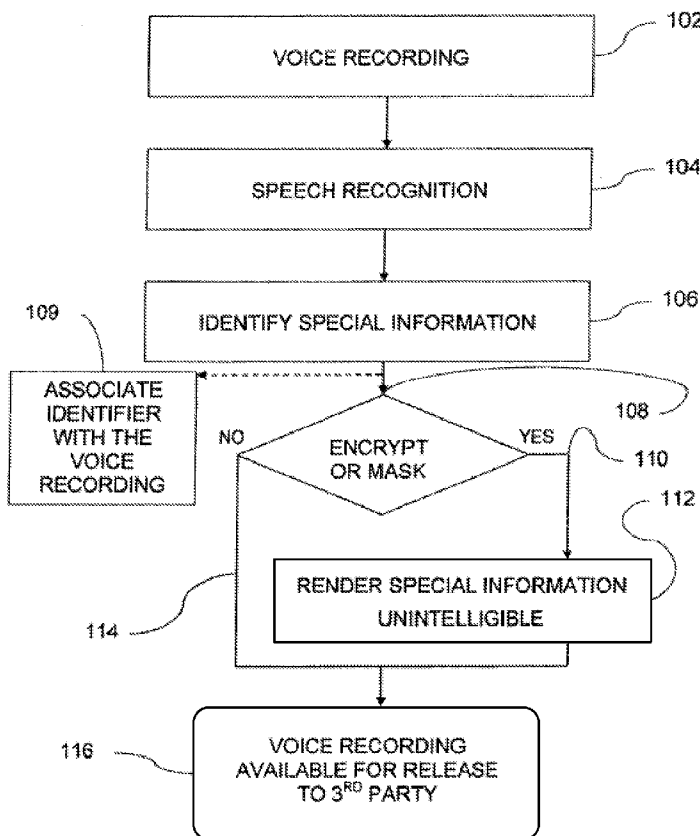 102
VOICE RECORDING
104
SPEECH RECOGNITION
106
IDENTIFY SPECIAL INFORMATION
109
ASSOCIATE
IDENTIFIER
WITH THE
VOICE
RECORDING
108
NO
ENCRYPT
OR MASK
YES
110
112
RENDER SPECIAL INFORMATION
UNINTELLIGIBLE
114
116
VOICE RECORDING
AVAILABLE FOR RELEASE
TO 3RD PARTY